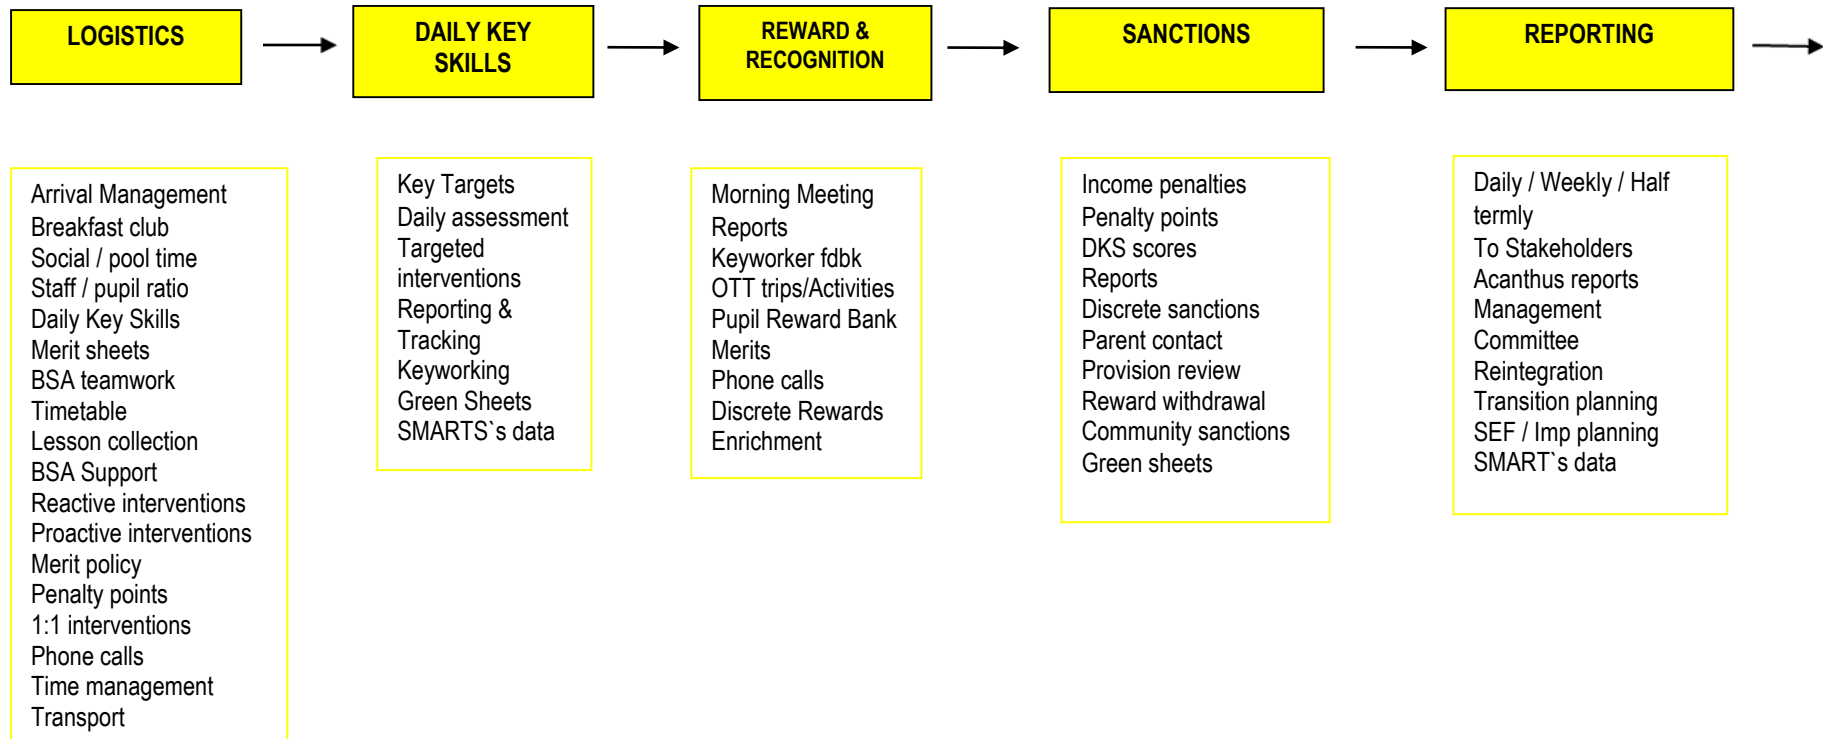 LOGISTICS
DAILY KEY
SKILLS
REWARD &
RECOGNITION
SANCTIONS
REPORTING
Arrival Management
Breakfast club
Social / pool time
Staff / pupil ratio
Daily Key Skills
Merit sheets
BSA teamwork
Timetable
Lesson collection
BSA Support
Reactive interventions
Proactive interventions
Merit policy
Penalty points
1:1 interventions
Phone calls
Time management
Transport
Key Targets
Daily assessment
Targeted
interventions
Reporting &
Tracking
Keyworking
Green Sheets
SMARTS`s data
Morning Meeting
Reports
Keyworker fdbk
OTT trips/Activities
Pupil Reward Bank
Merits
Phone calls
Discrete Rewards
Enrichment
Income penalties
Penalty points
DKS scores
Reports
Discrete sanctions
Parent contact
Provision review
Reward withdrawal
Community sanctions
Green sheets
Daily / Weekly / Half
termly
To Stakeholders
Acanthus reports
Management
Committee
Reintegration
Transition planning
SEF / Imp planning
SMART`s data